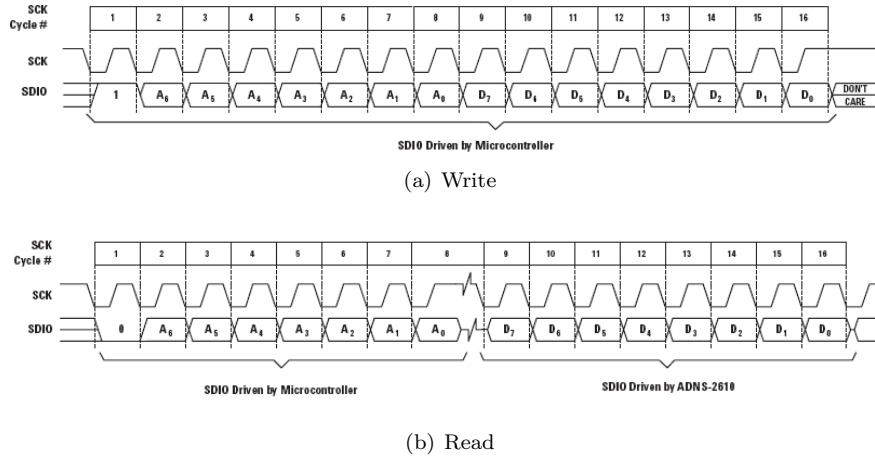 SCK
Cycle # 1 2 3 4 5 6 7 8 9 10 11 12 13 14 15 16
SCK
SDIO 1 A6 A5 A4 A3 A2 A1 A0 D7 D6 D5 D4 D3 D2 D1 D0 DON'T
CARE
SDIO Driven by Microcontroller
(a) Write
SCK
Cycle # 1 2 3 4 5 6 7 8 9 10 11 12 13 14 15 16
SCK
SDIO 0 A6 A5 A4 A3 A2 A1 A0 D7 D6 D5 D4 D3 D2 D1 D0
SDIO Driven by Microcontroller SDIO Driven by ADNS-2610
(b) Read